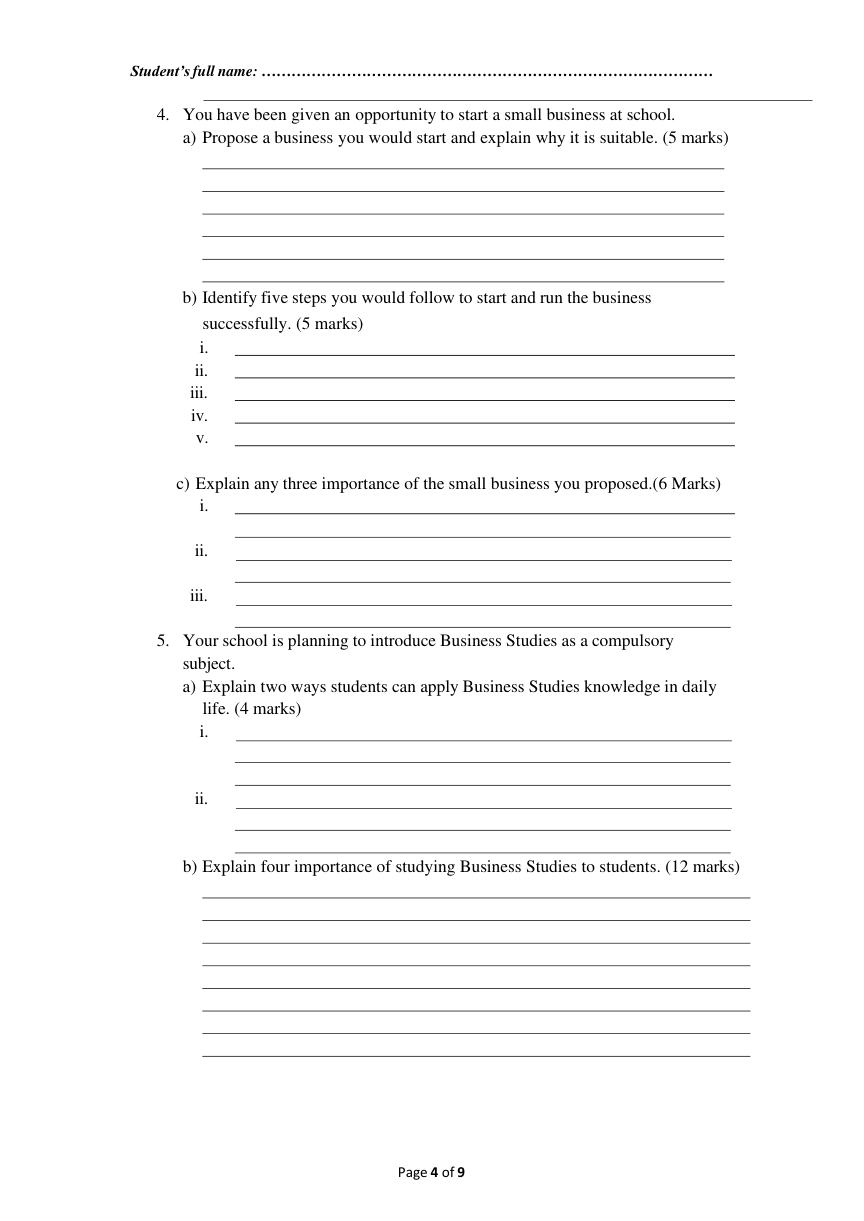 Student's full name: ……………………………………………………………………………
4. You have been given an opportunity to start a small business at school.
a) Propose a business you would start and explain why it is suitable. (5 marks)
b) Identify five steps you would follow to start and run the business
successfully. (5 marks)
i.
ii.
iii.
iv.
v.
c) Explain any three importance of the small business you proposed.(6 Marks)
i.
ii.
iii.
5. Your school is planning to introduce Business Studies as a compulsory
subject.
a) Explain two ways students can apply Business Studies knowledge in daily
life. (4 marks)
i.
ii.
b) Explain four importance of studying Business Studies to students. (12 marks)
Page 4 of 9